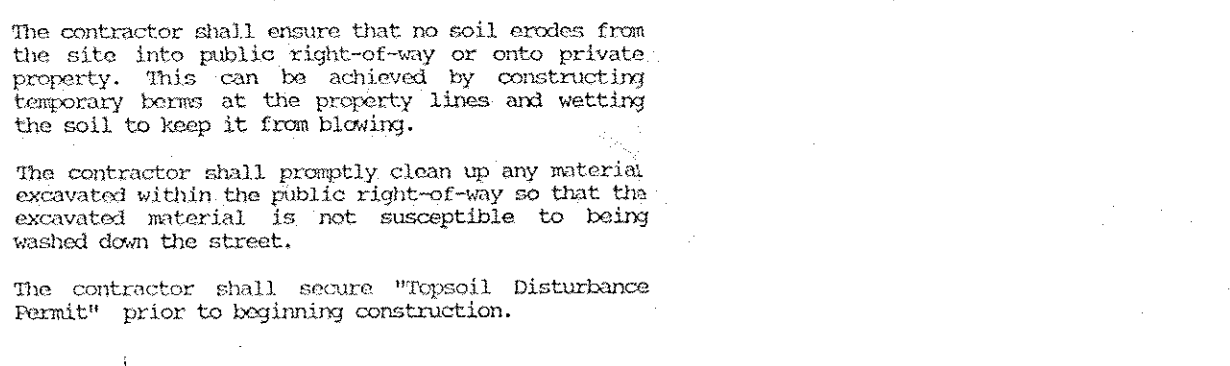 The contractor shall ensure that no soil erodes from
the site into public right-of-way or onto private
property. This can be achieved by constructing
temporary berms at the property lines and wetting
the soil to keep it from blowing.
The contractor shall promptly clean up any material
excavated within the public right-of-way so that the
excavated material is not susceptible to being
washed down the street.
The contractor shall secure "Topsoil Disturbance
Permit" prior to beginning construction.